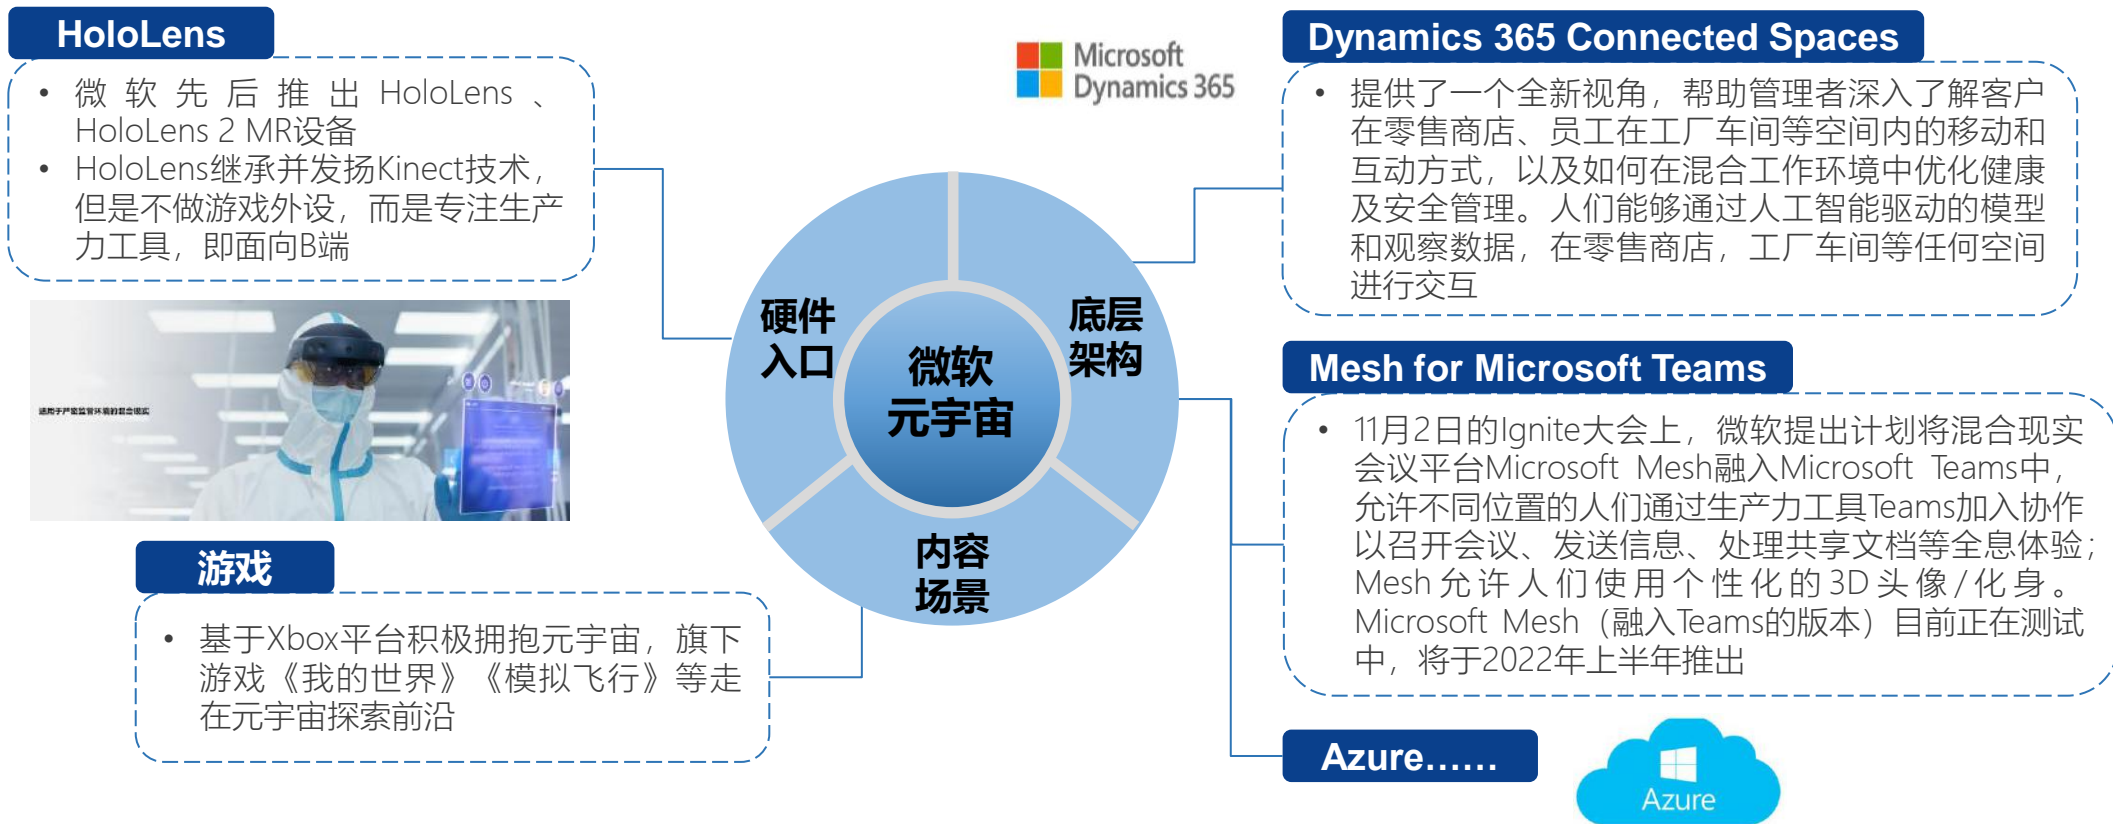 HoloLens
• 微软先后推出HoloLens、
HoloLens 2 MR设备
• HoloLens继承并发扬Kinect技术，
但是不做游戏外设，而是专注生产
力工具，即面向B端
适用于严密监管环境的混合现实
游戏
• 基于Xbox平台积极拥抱元宇宙，旗下
游戏《我的世界》《模拟飞行》等走
在元宇宙探索前沿
硬件
入口
微软
元宇宙
底层
架构
内容
场景
Microsoft
Dynamics 365
Dynamics 365 Connected Spaces
• 提供了一个全新视角，帮助管理者深入了解客户
在零售商店、员工在工厂车间等空间内的移动和
互动方式，以及如何在混合工作环境中优化健康
及安全管理。人们能够通过人工智能驱动的模型
和观察数据，在零售商店，工厂车间等任何空间
进行交互
Mesh for Microsoft Teams
• 11月2日的Ignite大会上，微软提出计划将混合现实
会议平台Microsoft Mesh融入Microsoft Teams中，
允许不同位置的人们通过生产力工具Teams加入协作
以召开会议、发送信息、处理共享文档等全息体验；
Mesh允许人们使用个性化的3D头像/化身。
Microsoft Mesh（融入Teams的版本）目前正在测试
中，将于2022年上半年推出
Azure……
Azure